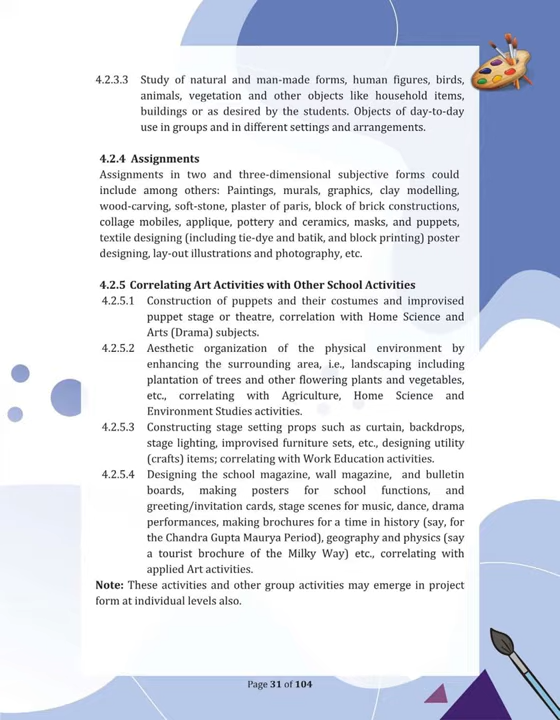 4.2.3.3 Study of natural and man-made forms, human figures, birds,
animals, vegetation and other objects like household items,
buildings or as desired by the students. Objects of day-to-day
use in groups and in different settings and arrangements.
4.2.4 Assignments
Assignments in two and three-dimensional subjective forms could
include among others: Paintings, murals, graphics, clay modelling,
wood-carving, soft-stone, plaster of paris, block of brick constructions,
collage mobiles, applique, pottery and ceramics, masks, and puppets,
textile designing (including tie-dye and batik, and block printing) poster
designing, lay-out illustrations and photography, etc.
4.2.5 Correlating Art Activities with Other School Activities
4.2.5.1 Construction of puppets and their costumes and improvised
puppet stage or theatre, correlation with Home Science and
Arts (Drama) subjects.
4.2.5.2 Aesthetic organization of the physical environment by
enhancing the surrounding area, i.e., landscaping including
plantation of trees and other flowering plants and vegetables,
etc., correlating with Agriculture, Home Science and
Environment Studies activities.
4.2.5.3 Constructing stage setting props such as curtain, backdrops,
stage lighting, improvised furniture sets, etc., designing utility
(crafts) items; correlating with Work Education activities.
4.2.5.4 Designing the school magazine, wall magazine, and bulletin
boards, making posters for school functions, and
greeting/invitation cards, stage scenes for music, dance, drama
performances, making brochures for a time in history (say, for
the Chandra Gupta Maurya Period), geography and physics (say
a tourist brochure of the Milky Way) etc., correlating with
applied Art activities.
Note: These activities and other group activities may emerge in project
form at individual levels also.
Page 31 of 104